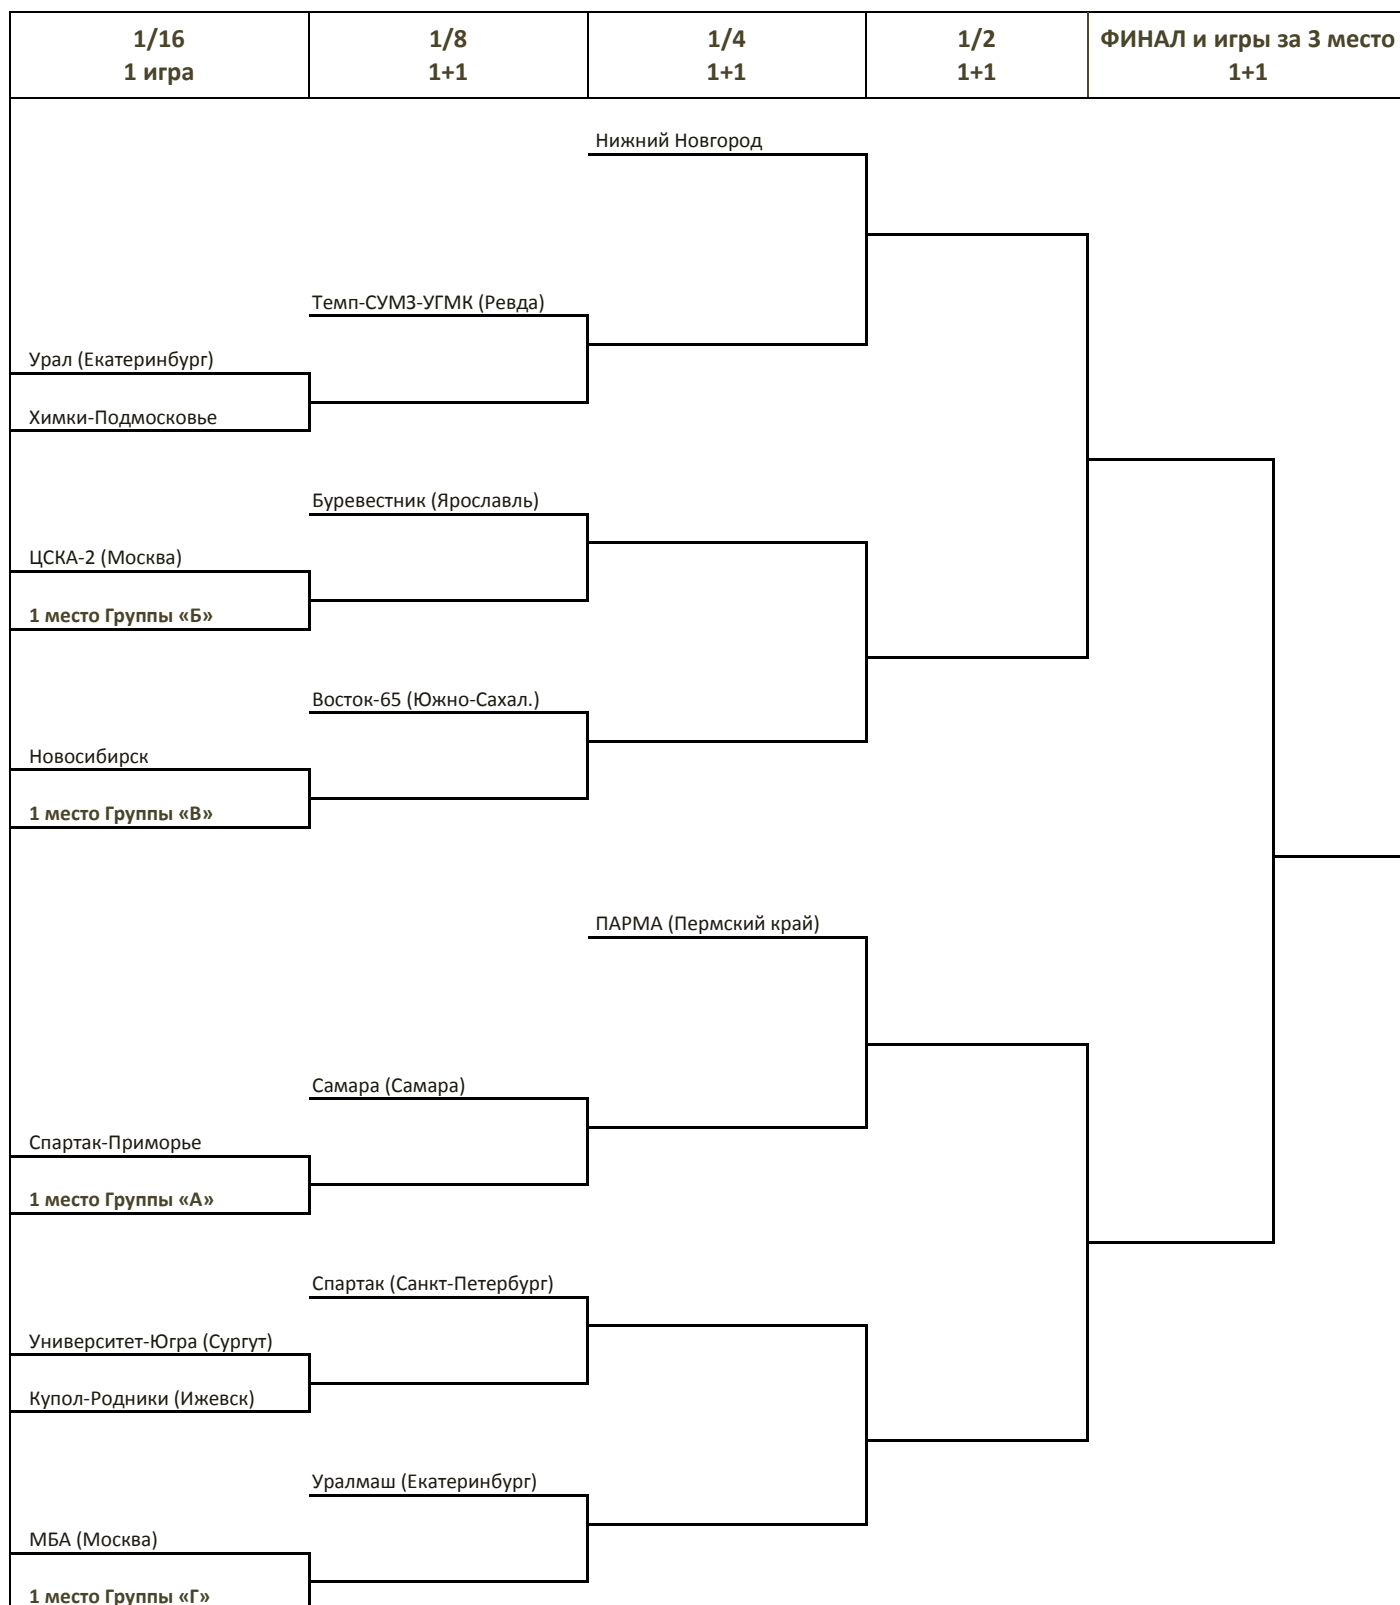 1/16
1 игра
1/8
1+1
1/4
1+1
1/2
1+1
ФИНАЛ и игры за 3 место
1+1
Нижний Новгород
Темп-СУМЗ-УГМК (Ревда)
Урал (Екатеринбург)
Химки-Подмосковье
Буревестник (Ярославль)
ЦСКА-2 (Москва)
1 место Группы «Б»
Восток-65 (Южно-Сахал.)
Новосибирск
1 место Группы «В»
ПАРМА (Пермский край)
Самара (Самара)
Спартак-Приморье
1 место Группы «А»
Спартак (Санкт-Петербург)
Университет-Югра (Сургут)
Купол-Родники (Ижевск)
Уралмаш (Екатеринбург)
МБА (Москва)
1 место Группы «Г»